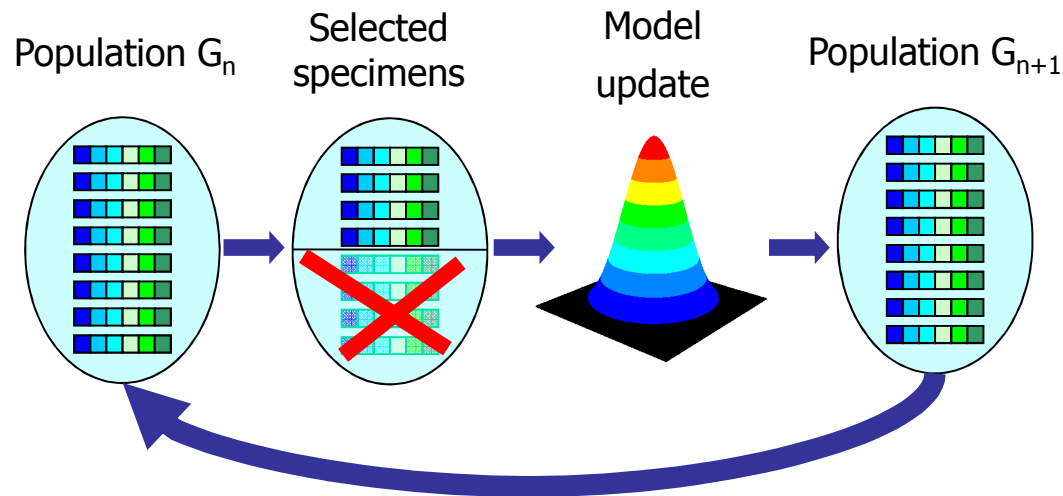 Population Gn
Selected
specimens
Model
update
Population Gn+1